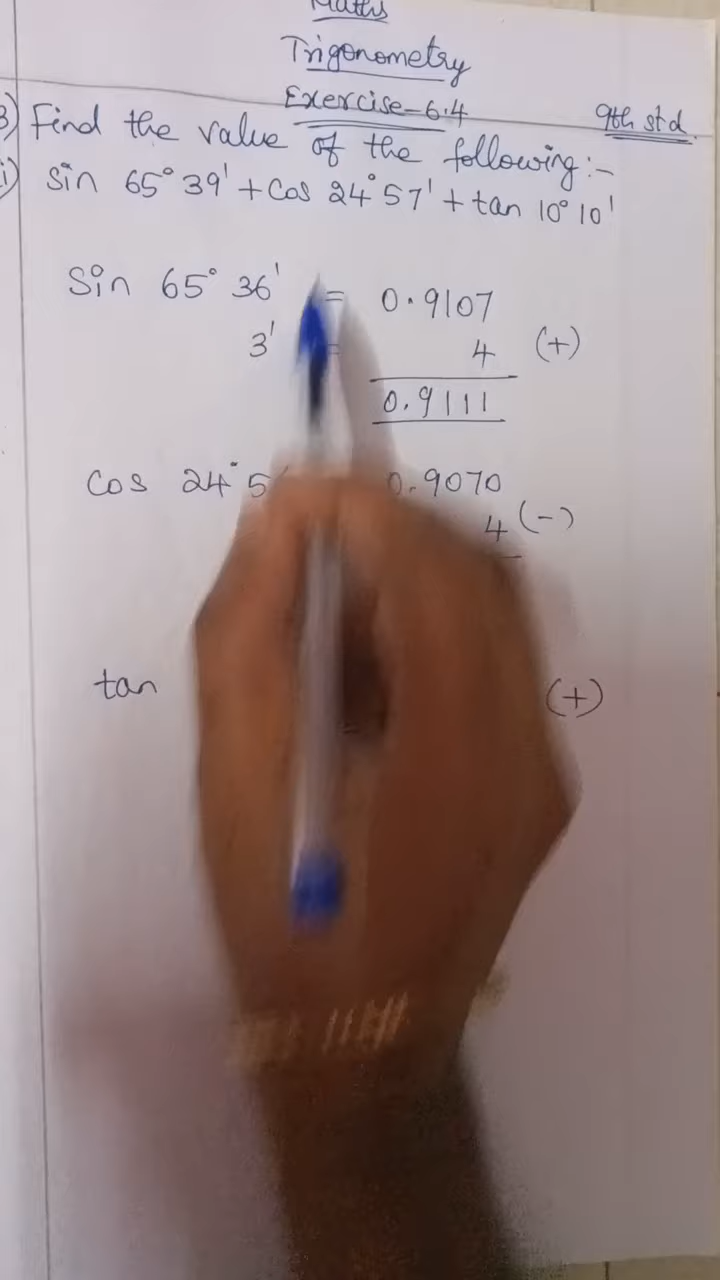 Maths
Trigonometry
Exercise-6.4
9th std
3) Find the value of the following:-
i) sin 65° 39' + cos 24° 57' + tan 10° 10'
Sin 65° 36' = 0.9107
3' = 4 (+)
0.9111
cos 24° 5 0.9070
4 (-)
tan (+)